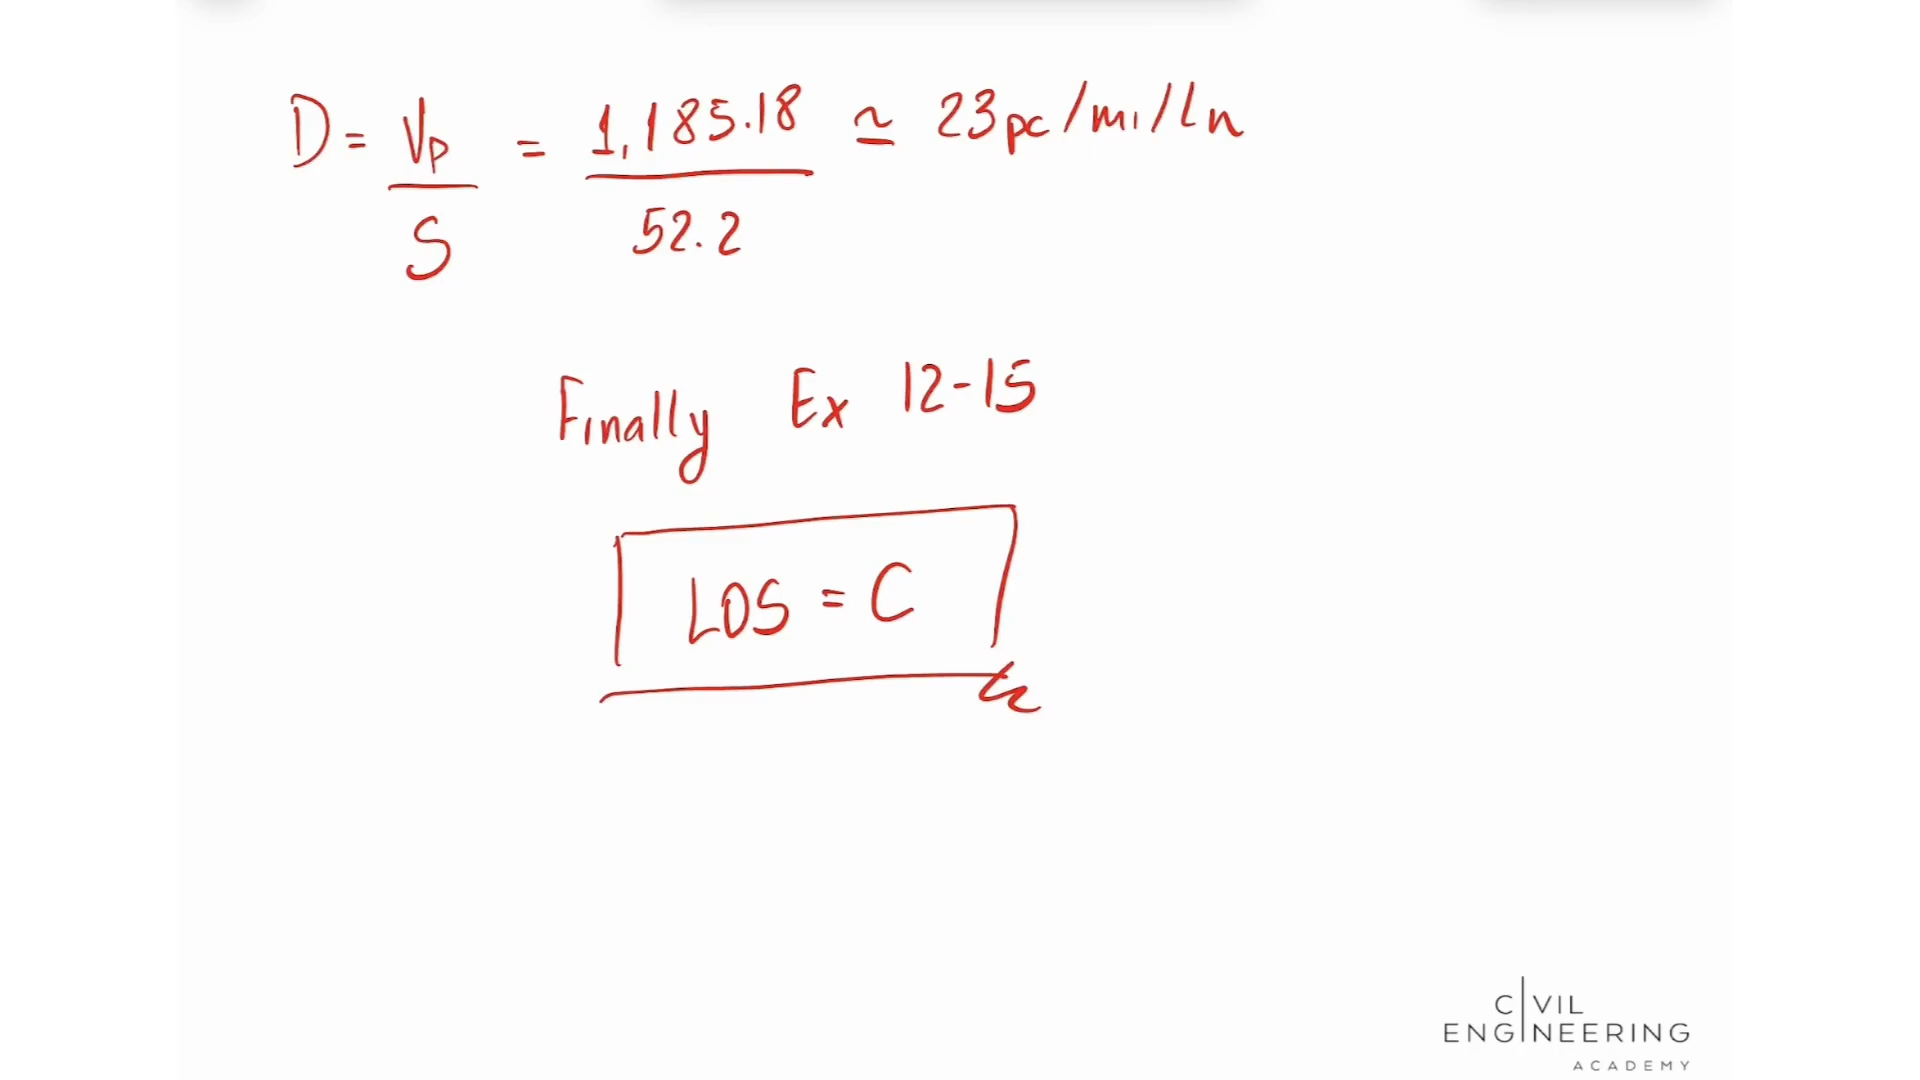 D = Vp / S = 1,185.18 / 52.2 ≃ 23pc/mi/Ln
Finally Ex 12-15
LOS = C
CIVIL
ENGINEERING
ACADEMY